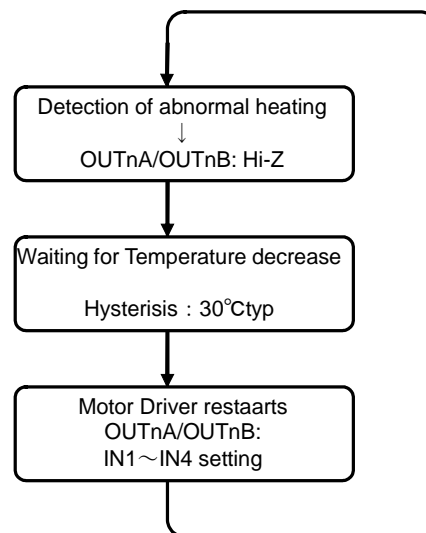 Detection of abnormal heating
↓
OUTnA/OUTnB: Hi-Z
Waiting for Temperature decrease
Hysterisis：30℃typ
Motor Driver restaarts
OUTnA/OUTnB:
IN1～IN4 setting